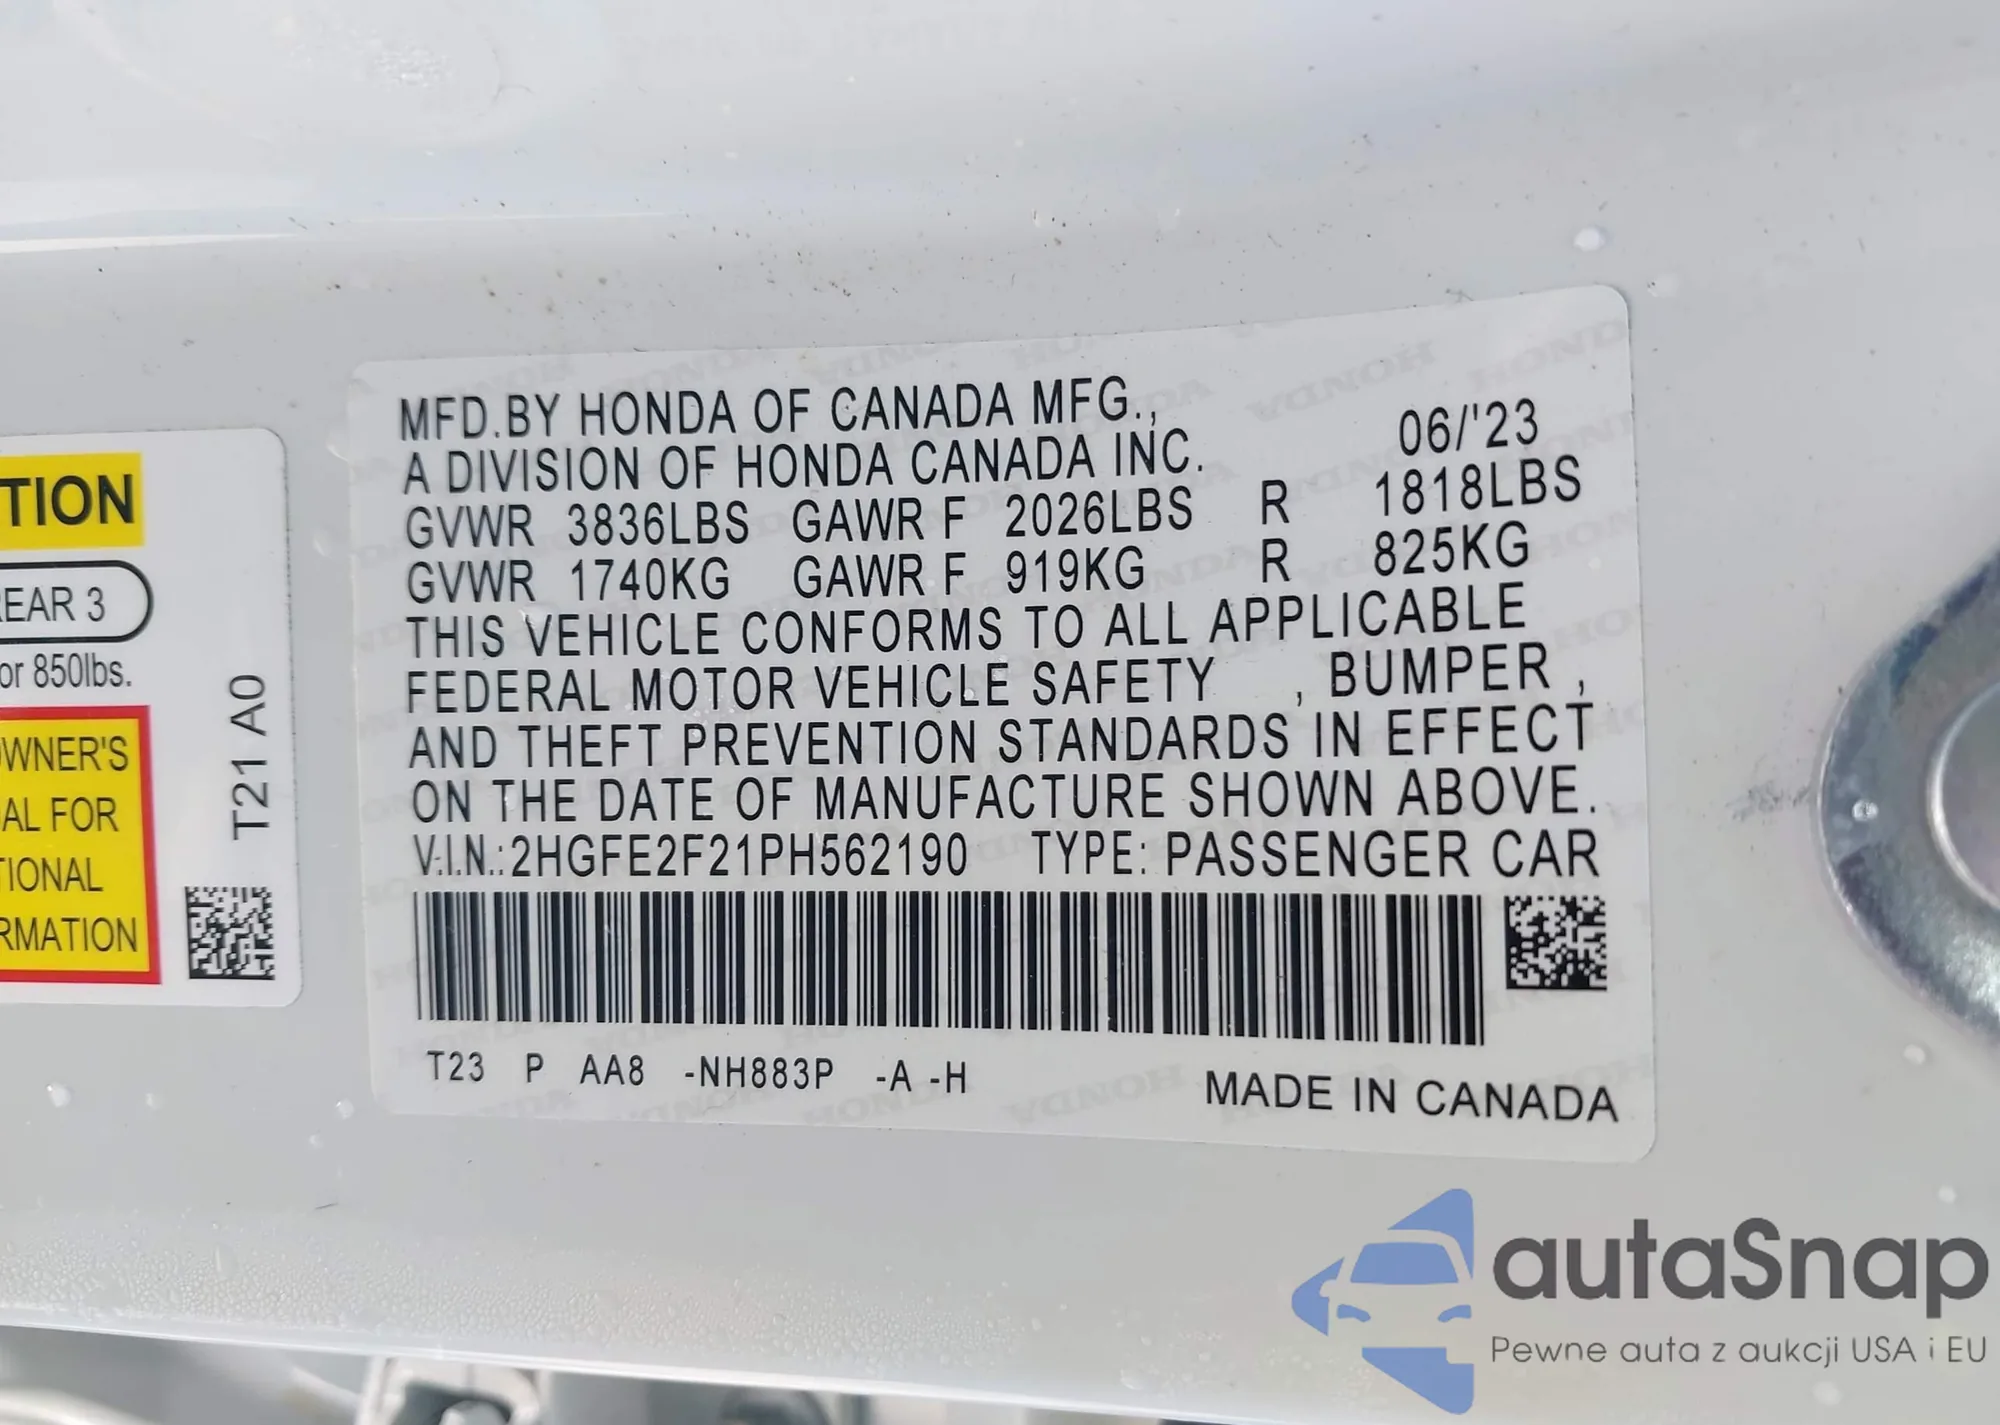 TION
REAR 3
or 850lbs.
OWNER'S
AL FOR
TIONAL
RMATION
T21 A0
MFD.BY HONDA OF CANADA MFG.,
A DIVISION OF HONDA CANADA INC. 06/'23
GVWR 3836LBS GAWR F 2026LBS R 1818LBS
GVWR 1740KG GAWR F 919KG R 825KG
THIS VEHICLE CONFORMS TO ALL APPLICABLE
FEDERAL MOTOR VEHICLE SAFETY , BUMPER ,
AND THEFT PREVENTION STANDARDS IN EFFECT
ON THE DATE OF MANUFACTURE SHOWN ABOVE.
V.I.N.:2HGFE2F21PH562190 TYPE: PASSENGER CAR
T23 P AA8 -NH883P -A -H
MADE IN CANADA
autaSnap
Pewne auta z aukcji USA i EU